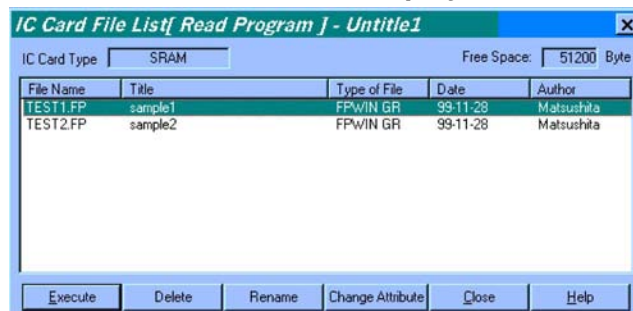 IC Card File List[ Read Program ] - Untitle1
IC Card Type SRAM Free Space: 51200 Byte
File Name Title Type of File Date Author
TEST1.FP sample1 FPWIN GR 99-11-28 Matsushita
TEST2.FP sample2 FPWIN GR 99-11-28 Matsushita
Execute Delete Rename Change Attribute Close Help